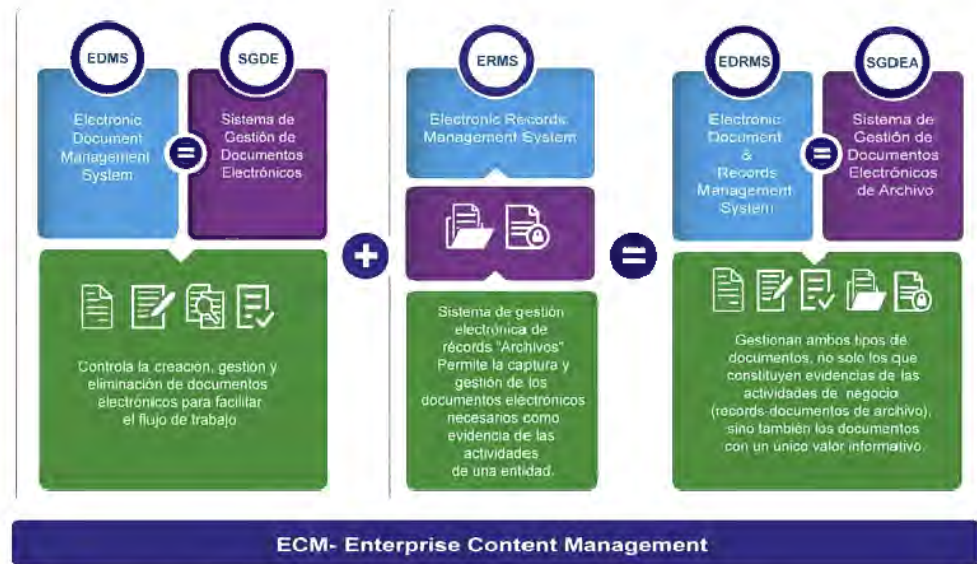 EDMS
SGDE
Electronic
Document
Management
System
=
Sistema de
Gestión de
Documentos
Electrónicos
Controla la creación, gestión y
eliminación de documentos
electrónicos para facilitar
el flujo de trabajo
+
ERMS
Electronic Records
Management System
Sistema de gestión
electrónica de
récords "Archivos"
Permite la captura y
gestión de los
documentos electrónicos
necesarios como
evidencia de las
actividades
de una entidad.
=
EDRMS
SGDEA
Electronic
Document
&
Records
Management
System
=
Sistema de
Gestión de
Documentos
Electrónicos
de Archivo
Gestionan ambos tipos de
documentos, no solo los que
constituyen evidencias de las
actividades de negocio
(records-documentos de archivo),
sino también los documentos
con un unico valor informativo.
ECM- Enterprise Content Management